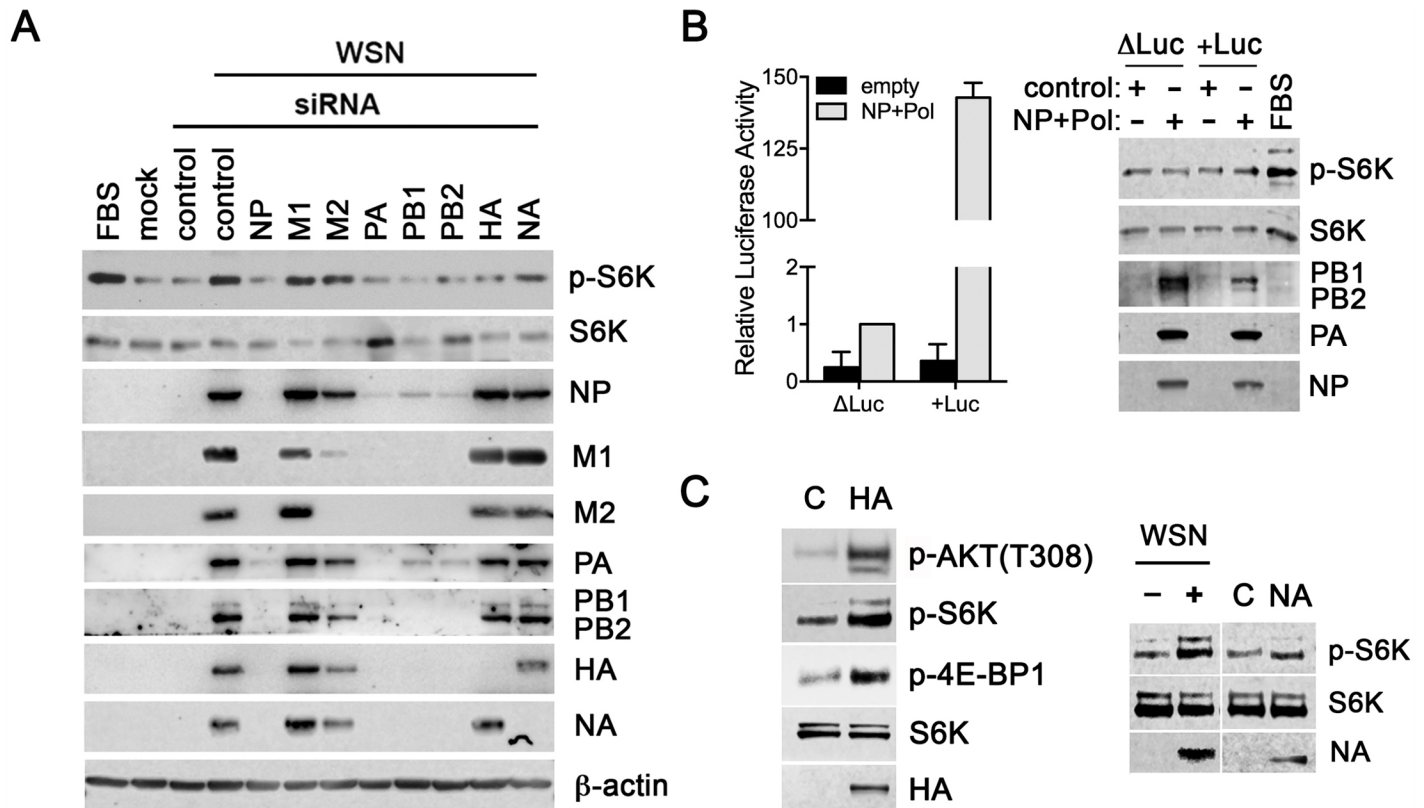 A
WSN
siRNA
FBS mock control control NP M1 M2 PA PB1 PB2 HA NA
p-S6K
S6K
NP
M1
M2
PA
PB1
PB2
HA
NA
β-actin
B
Relative Luciferase Activity
150
125
100
2
1
0
empty
NP+Pol
ΔLuc +Luc
ΔLuc +Luc
control: + − + − FBS
NP+Pol: − + − +
p-S6K
S6K
PB1
PB2
PA
NP
C
C HA
p-AKT(T308)
p-S6K
p-4E-BP1
S6K
HA
WSN
− + C NA
p-S6K
S6K
NA